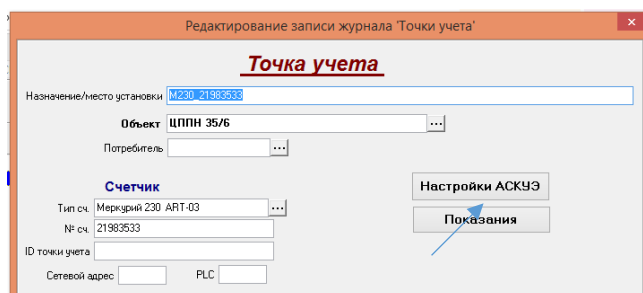 Редактирование записи журнала 'Точки учета'
Точка учета
Назначение/место установки M230_21983533
Объект ЦППН 35/6 ...
Потребитель ...
Счетчик
Настройки АСКУЭ
Тип сч. Меркурий 230 ART-03 ...
Показания
№ сч. 21983533
ID точки учета
Сетевой адрес PLC